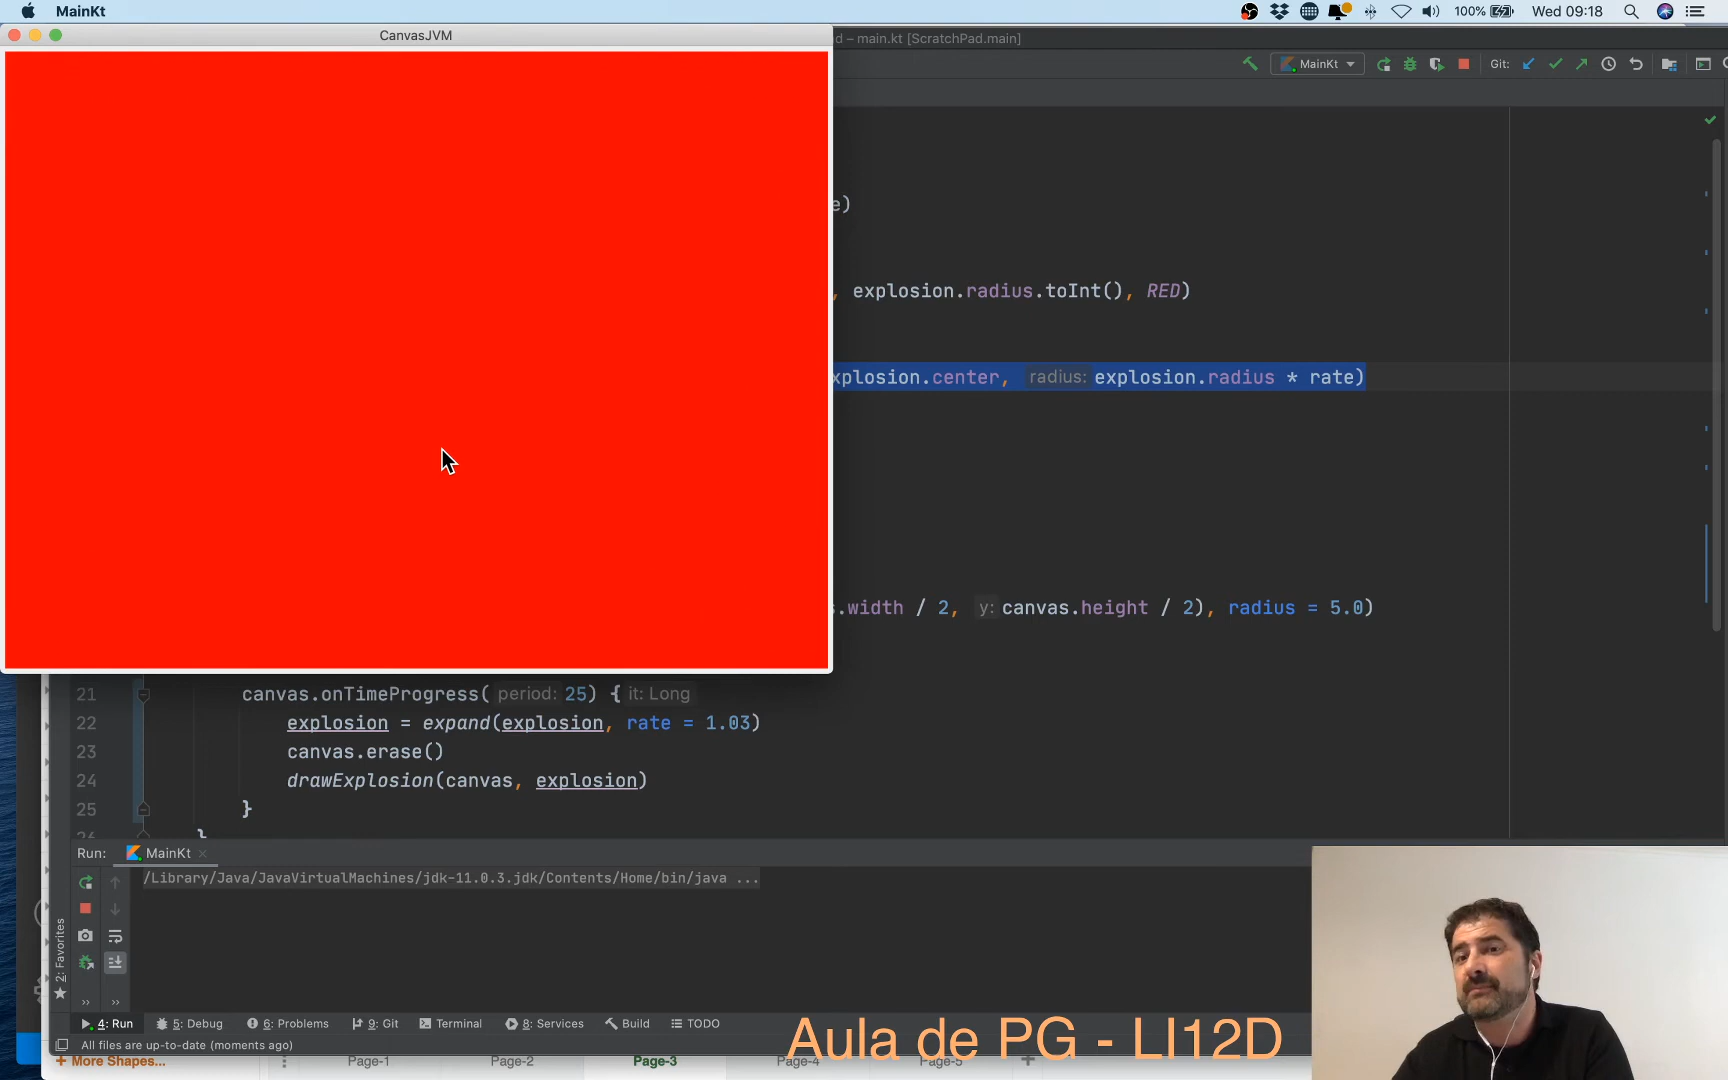 MainKt
100%
Wed 09:18
CanvasJVM
d – main.kt [ScratchPad.main]
MainKt
Git:
e)
, explosion.radius.toInt(), RED)
xplosion.center, radius: explosion.radius * rate)
s.width / 2, y: canvas.height / 2), radius = 5.0)
21 canvas.onTimeProgress( period: 25) { it: Long
22 explosion = expand(explosion, rate = 1.03)
23 canvas.erase()
24 drawExplosion(canvas, explosion)
25 }
}
Run: MainKt
/Library/Java/JavaVirtualMachines/jdk-11.0.3.jdk/Contents/Home/bin/java ...
2: Favorites
4: Run 5: Debug 6: Problems 9: Git Terminal 8: Services Build TODO
All files are up-to-date (moments ago)
Aula de PG - LI12D
+ More Shapes... Page-1 Page-2 Page-3 Page-4 Page-5 +